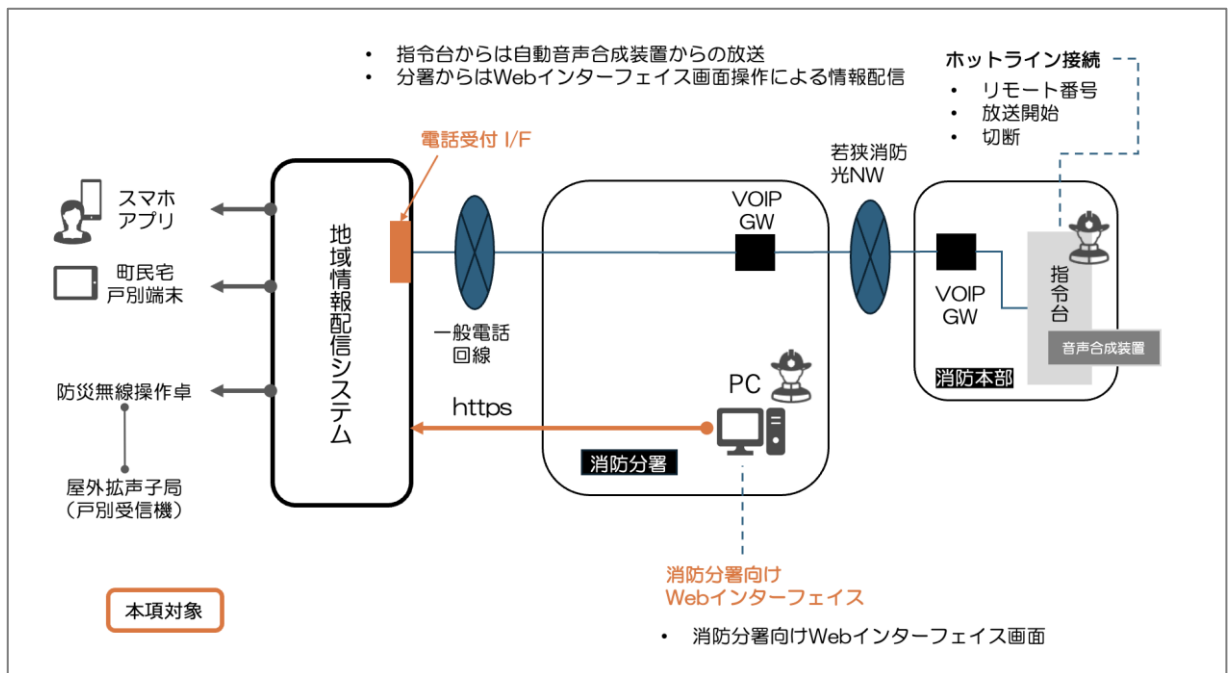 • 指令台からは自動音声合成装置からの放送
• 分署からはWebインターフェイス画面操作による情報配信
ホットライン接続
• リモート番号
• 放送開始
• 切断
電話受付 I/F
若狭消防
光NW
スマホ
アプリ
町民宅
戸別端末
防災無線操作卓
屋外拡声子局
（戸別受信機）
地域情報配信システム
一般電話
回線
VOIP
GW
VOIP
GW
指令台
音声合成装置
消防本部
PC
https
消防分署
消防分署向け
Webインターフェイス
• 消防分署向けWebインターフェイス画面
本項対象